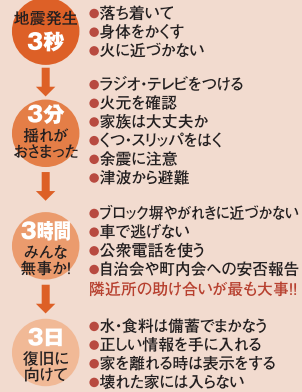 地震発生
3秒
●落ち着いて
●身体をかくす
●火に近づかない
3分
揺れが
おさまった
●ラジオ・テレビをつける
●火元を確認
●家族は大丈夫か
●くつ・スリッパをはく
●余震に注意
●津波から避難
3時間
みんな
無事か!
●ブロック塀やがれきに近づかない
●車で逃げない
●公衆電話を使う
●自治会や町内会への安否報告
隣近所の助け合いが最も大事!!
3日
復旧に
向けて
●水・食料は備蓄でまかなう
●正しい情報を手に入れる
●家を離れる時は表示をする
●壊れた家には入らない